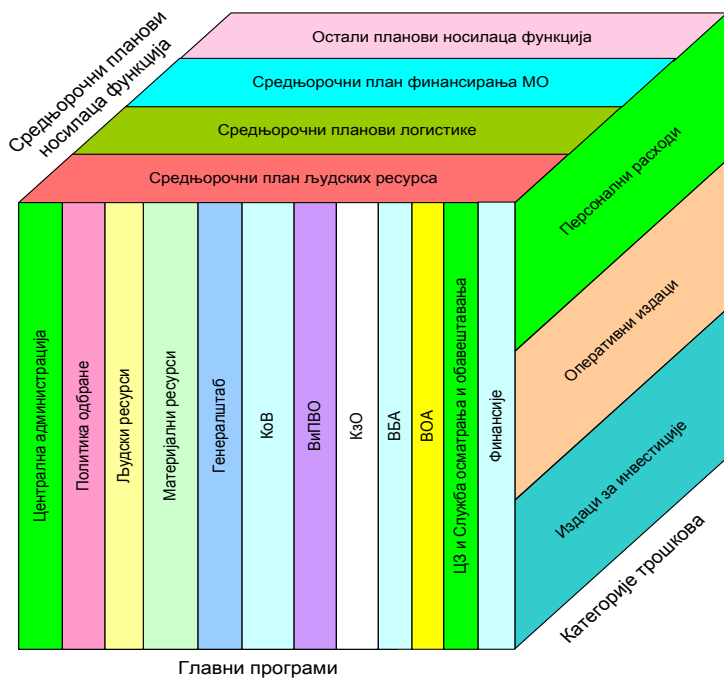 Средњорочни планови
носилаца функција
Остали планови носилаца функција
Средњорочни план финансирања МО
Средњорочни планови логистике
Средњорочни план људских ресурса
Централна администрација
Политика одбране
Људски ресурси
Материјални ресурси
Генералштаб
КоВ
ВиПВО
КзО
ВБА
ВОА
ЦЗ и Служба осматрања и обавештавања
Финансије
Персонални расходи
Оперативни издаци
Издаци за инвестиције
Категорије трошкова
Главни програми